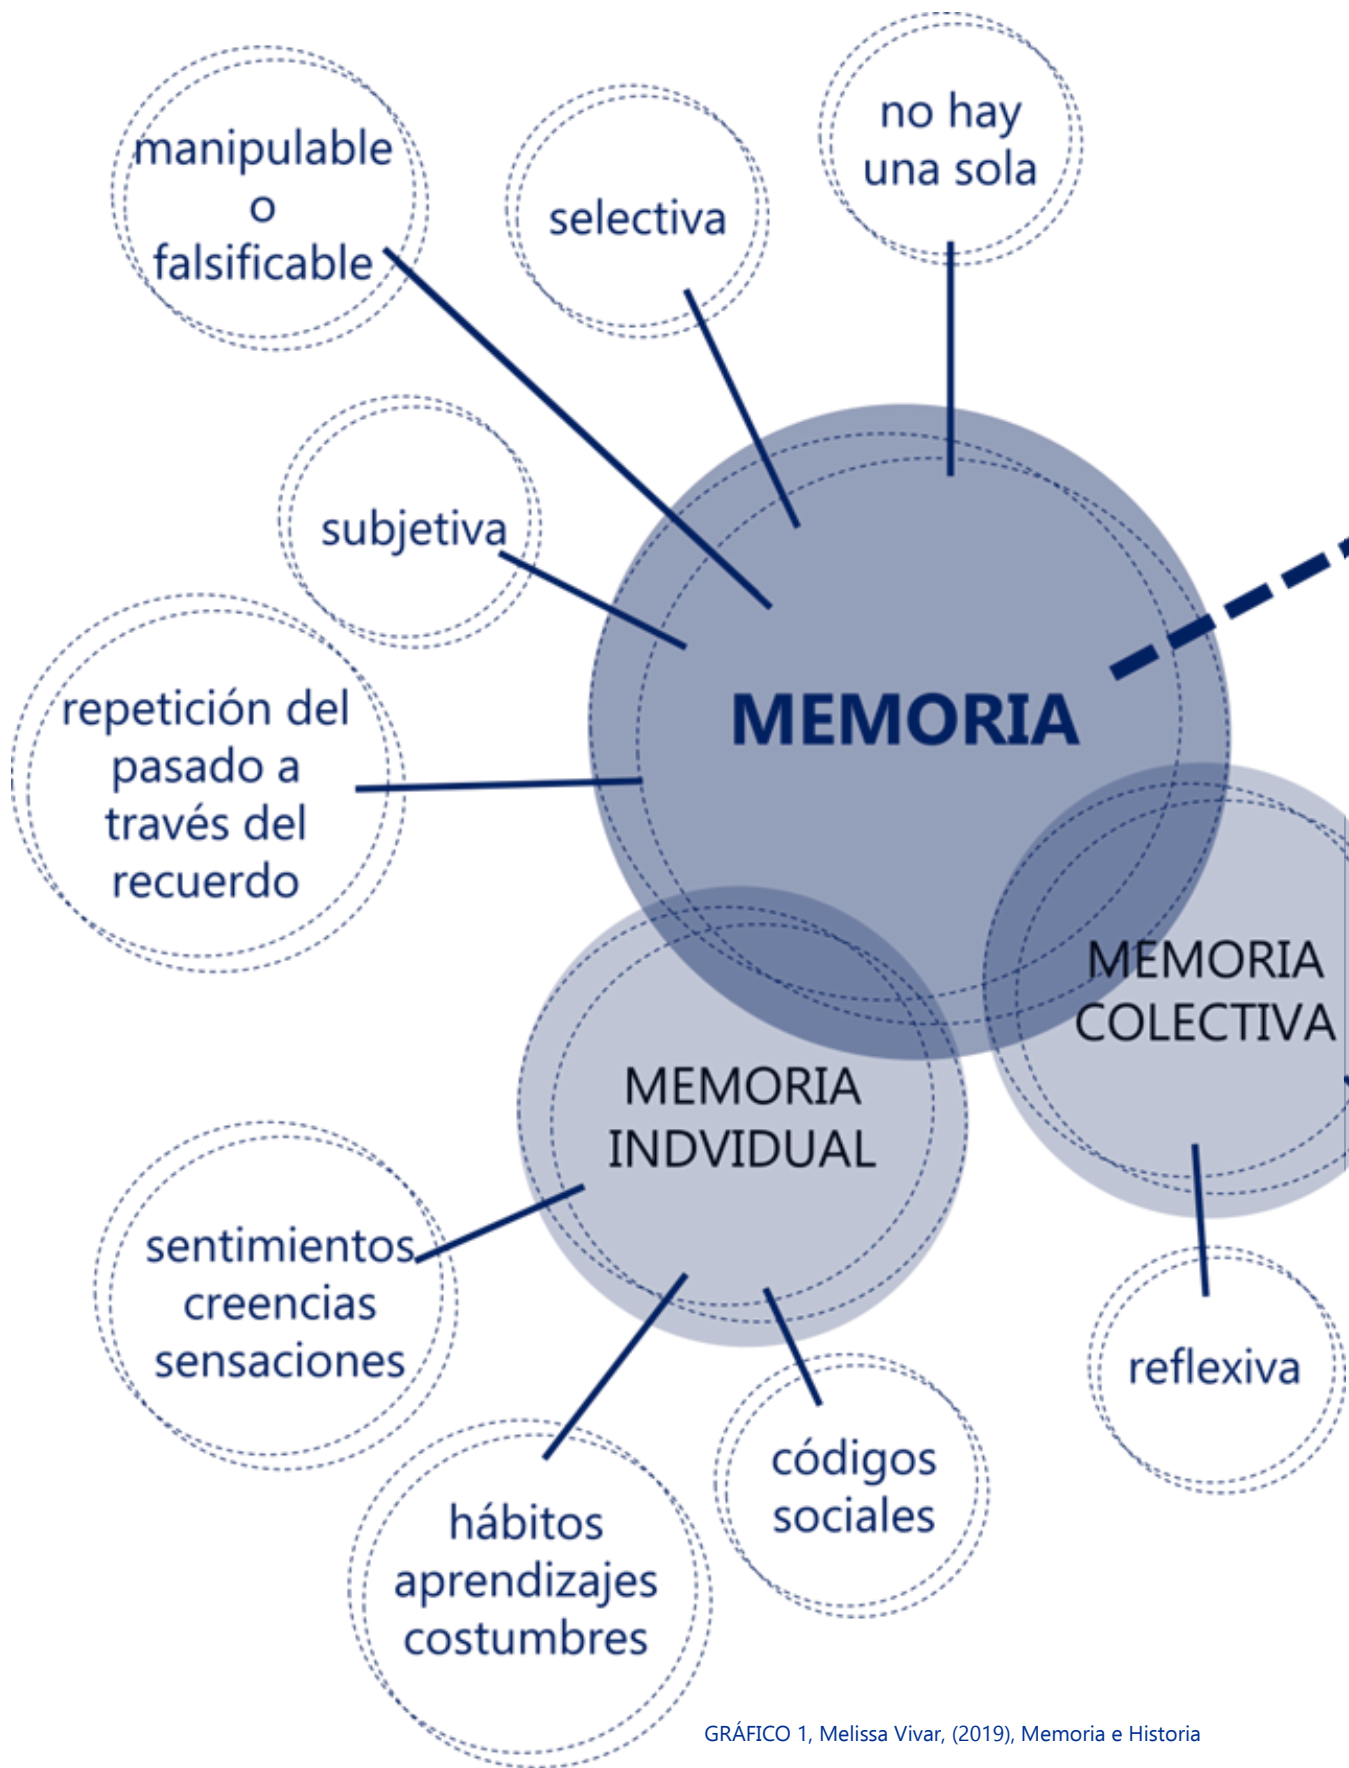 no hay
una sola
manipulable
o
falsificable
selectiva
subjetiva
repetición del
pasado a
través del
recuerdo
MEMORIA
MEMORIA
COLECTIVA
MEMORIA
INDVIDUAL
sentimientos
creencias
sensaciones
reflexiva
códigos
sociales
hábitos
aprendizajes
costumbres
GRÁFICO 1, Melissa Vivar, (2019), Memoria e Historia